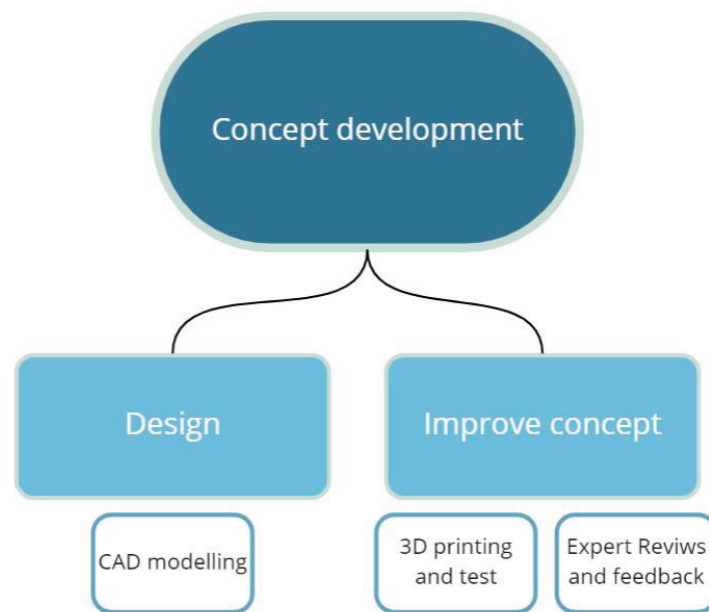 Concept development
Design
Improve concept
CAD modelling
3D printing
and test
Expert Reviws
and feedback